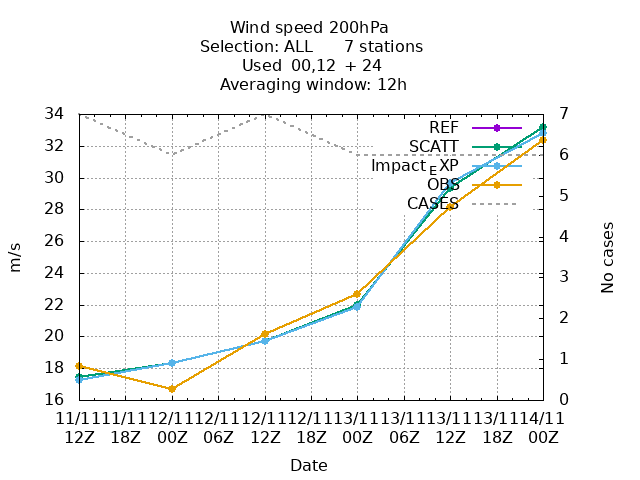 Wind speed 200hPa
Selection: ALL 7 stations
Used 00,12 + 24
Averaging window: 12h
34 7
32 6
30 5
28 4
26 3
24 2
22 1
20 0
18
16
REF
SCATT
Impact E XP
OBS
CASES
m/s
No cases
11/11 11/11 12/11 12/11 12/11 12/11 13/11 13/11 13/11 13/11 14/11
12Z 18Z 00Z 06Z 12Z 18Z 00Z 06Z 12Z 18Z 00Z
Date